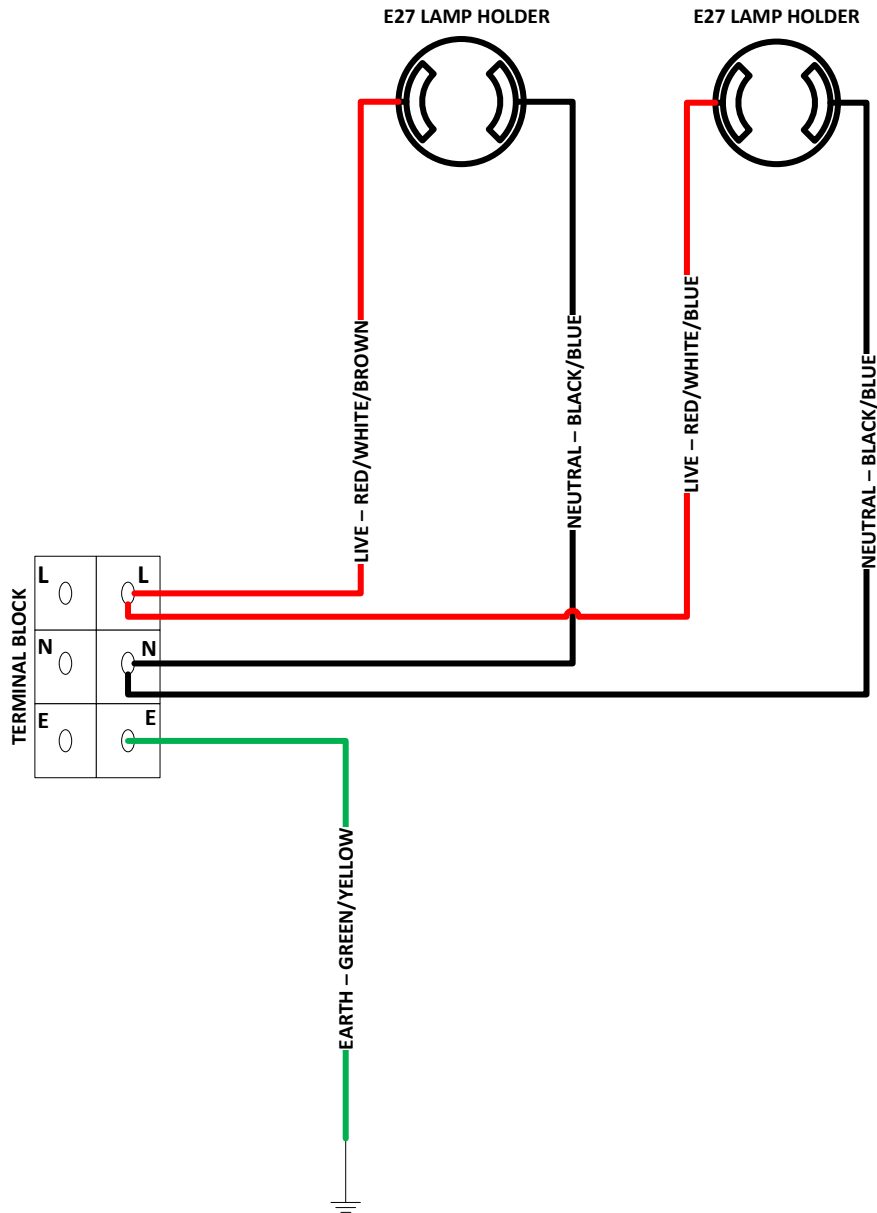 E27 LAMP HOLDER
E27 LAMP HOLDER
LIVE – RED/WHITE/BROWN
NEUTRAL – BLACK/BLUE
LIVE – RED/WHITE/BLUE
NEUTRAL – BLACK/BLUE
TERMINAL BLOCK
L
L
N
N
E
E
EARTH – GREEN/YELLOW